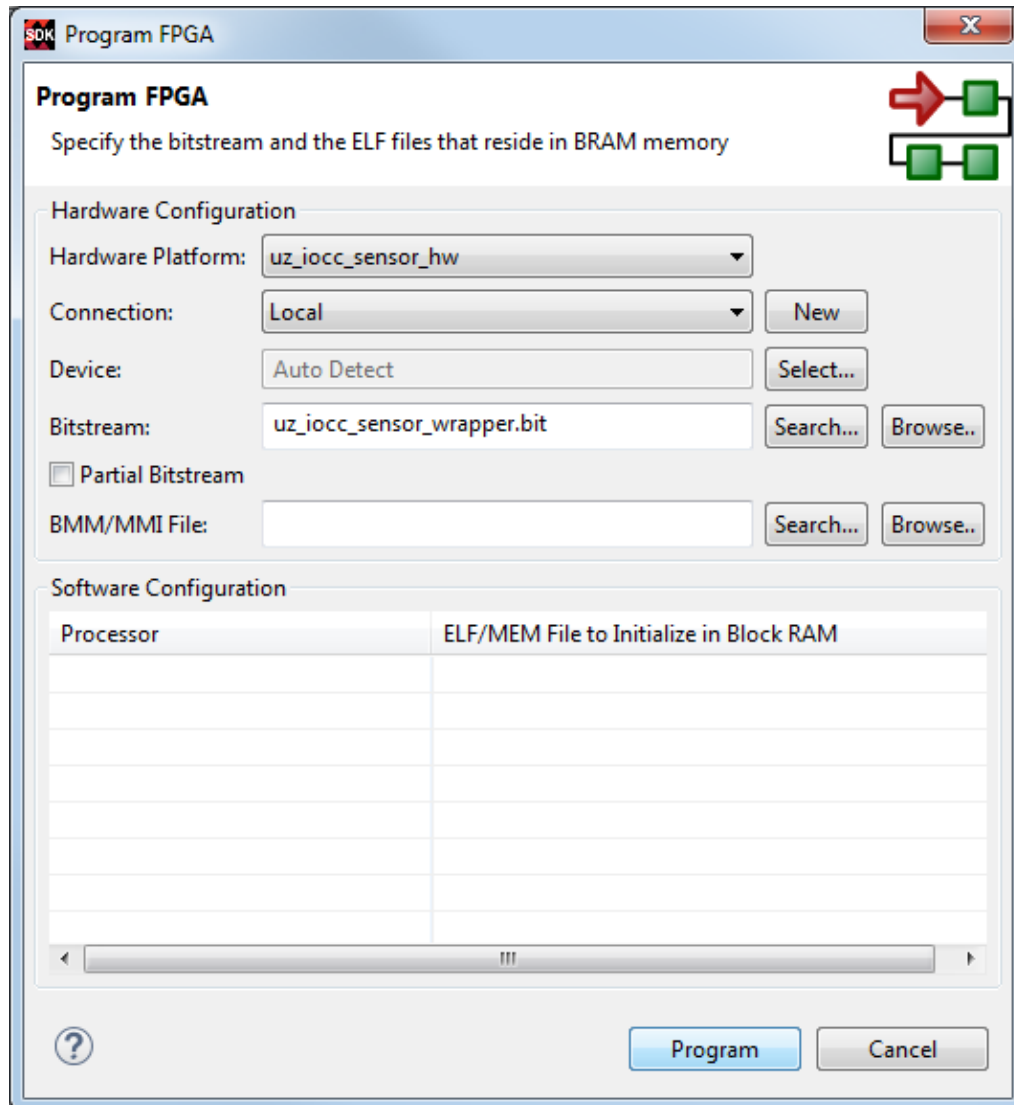 SDK Program FPGA
Program FPGA
Specify the bitstream and the ELF files that reside in BRAM memory
Hardware Configuration
Hardware Platform: uz_iocc_sensor_hw
Connection: Local New
Device: Auto Detect Select...
Bitstream: uz_iocc_sensor_wrapper.bit Search... Browse..
Partial Bitstream
BMM/MMI File: Search... Browse..
Software Configuration
Processor ELF/MEM File to Initialize in Block RAM
? Program Cancel